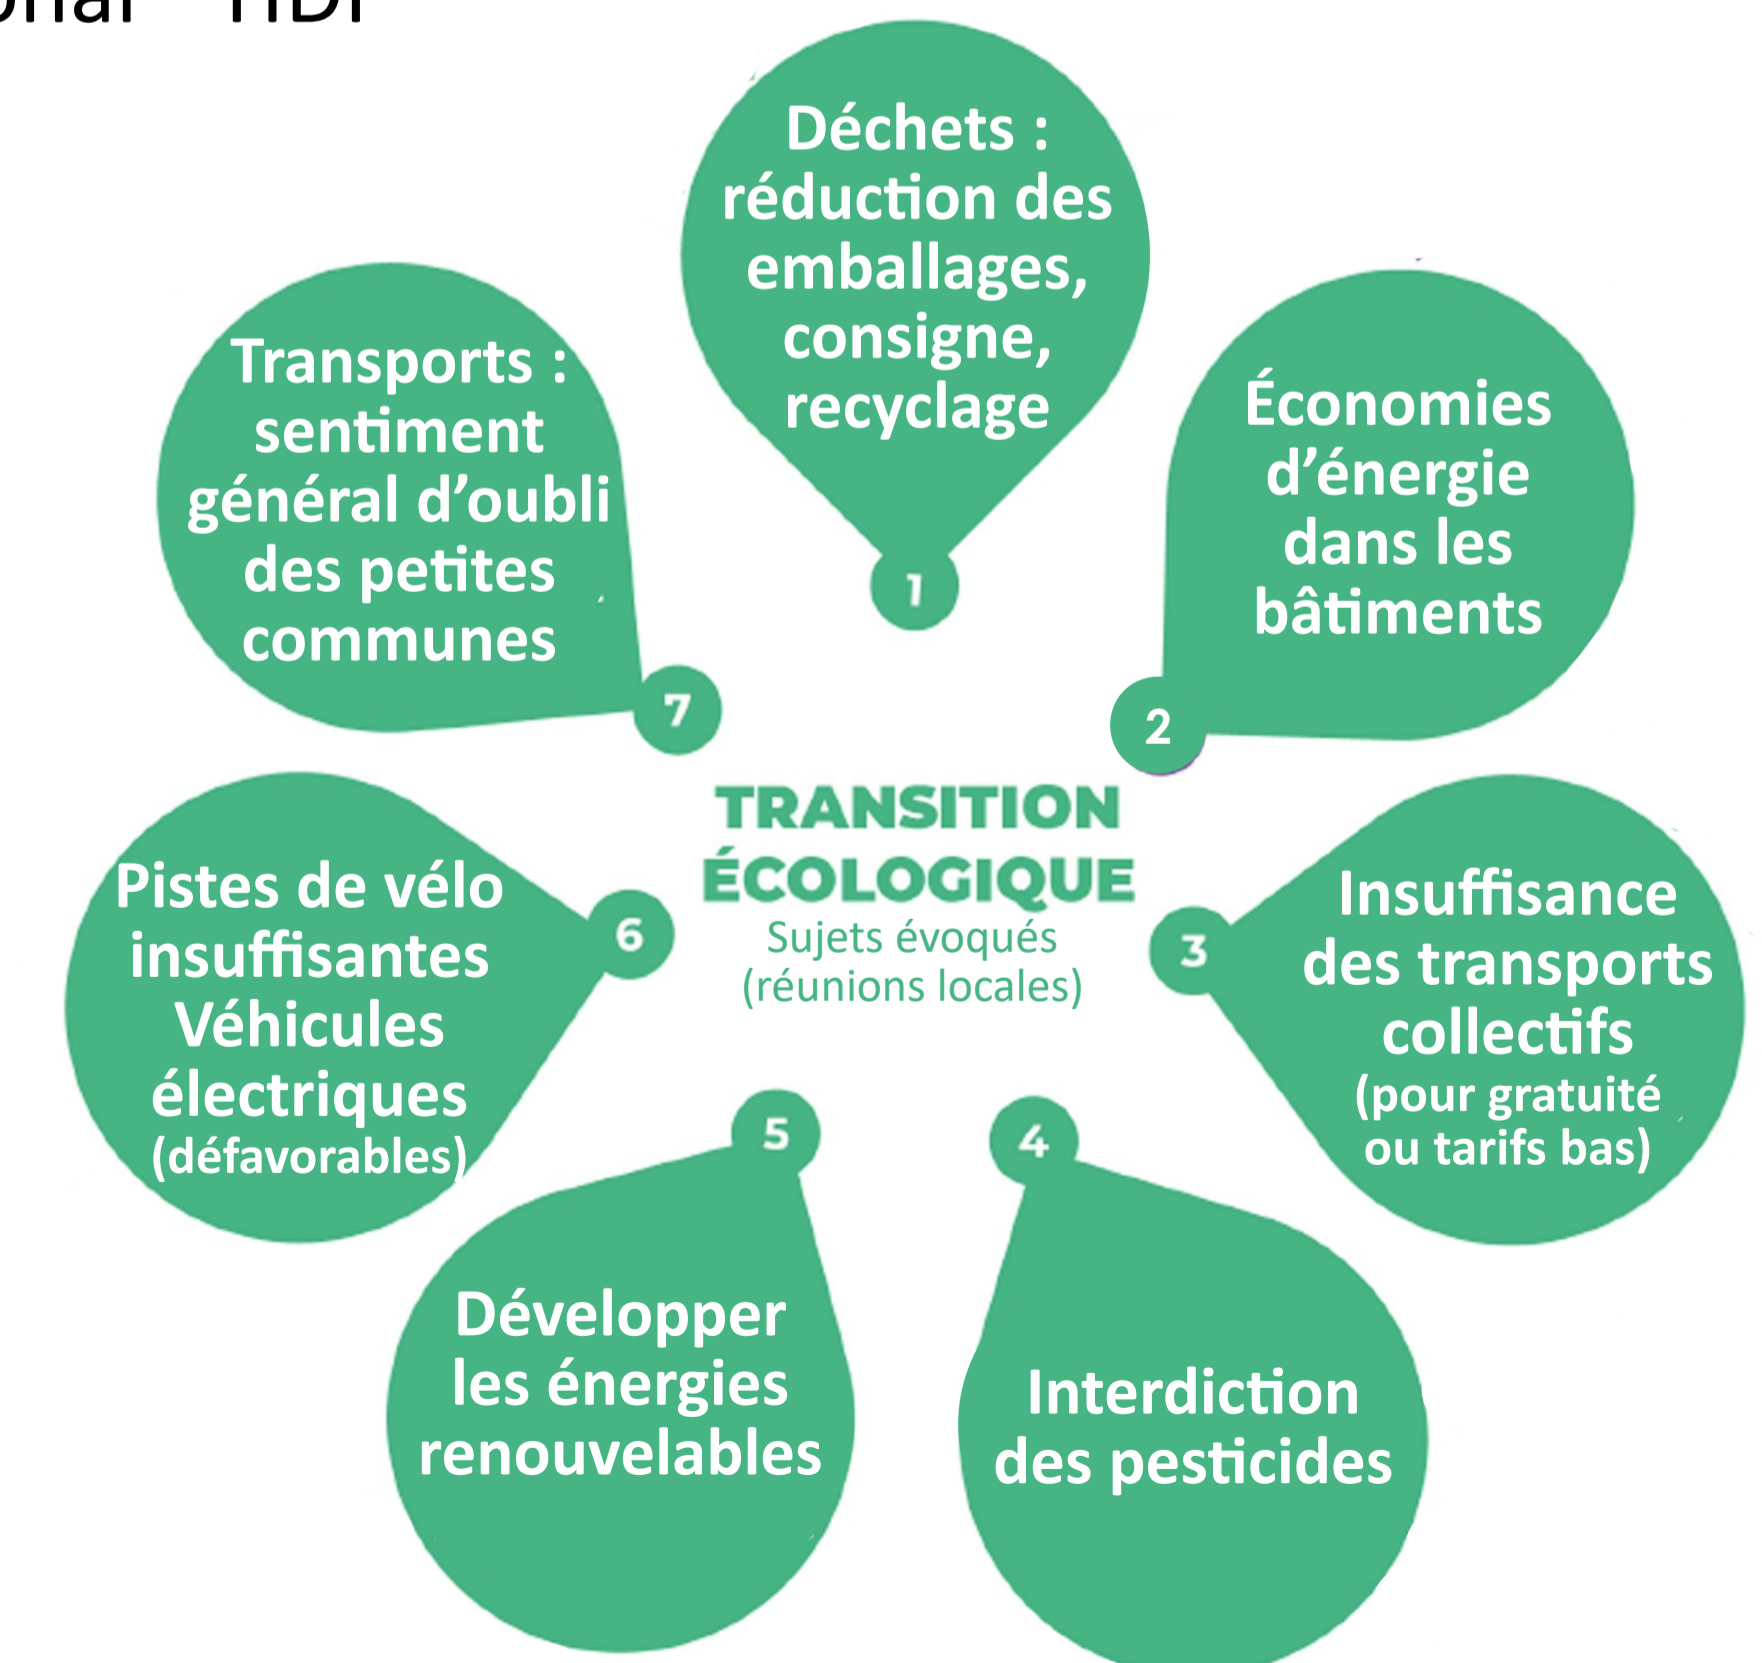 Déchets :
réduction des
emballages,
consigne,
recyclage
1
Économies
d’énergie
dans les
bâtiments
2
Insuffisance
des transports
collectifs
(pour gratuité
ou tarifs bas)
3
Interdiction
des pesticides
4
Développer
les énergies
renouvelables
5
Pistes de vélo
insuffisantes
Véhicules
électriques
(défavorables)
6
Transports :
sentiment
général d’oubli
des petites
communes
7
TRANSITION
ÉCOLOGIQUE
Sujets évoqués
(réunions locales)